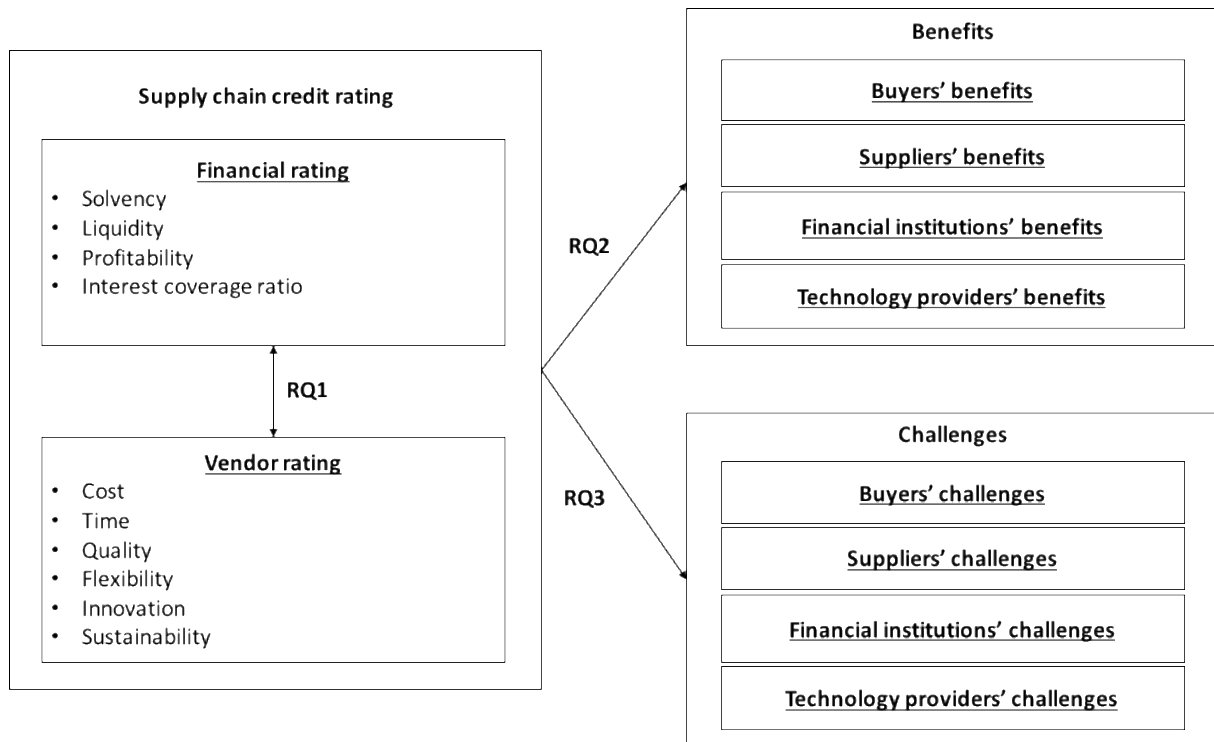 Supply chain credit rating
Financial rating
• Solvency
• Liquidity
• Profitability
• Interest coverage ratio
RQ1
Vendor rating
• Cost
• Time
• Quality
• Flexibility
• Innovation
• Sustainability
RQ2
RQ3
Benefits
Buyers’ benefits
Suppliers’ benefits
Financial institutions’ benefits
Technology providers’ benefits
Challenges
Buyers’ challenges
Suppliers’ challenges
Financial institutions’ challenges
Technology providers’ challenges